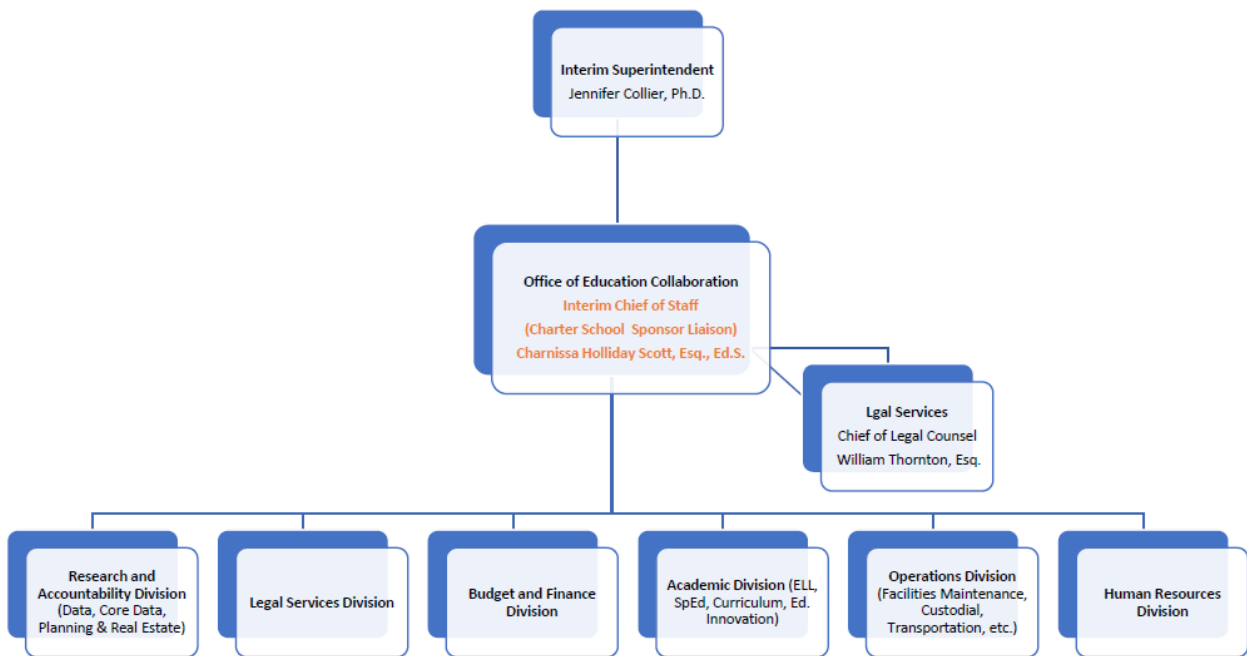 Interim Superintendent
Jennifer Collier, Ph.D.
Office of Education Collaboration
Interim Chief of Staff
(Charter School Sponsor Liaison)
Charnissa Holliday Scott, Esq., Ed.S.
Lgal Services
Chief of Legal Counsel
William Thornton, Esq.
Research and
Accountability Division
(Data, Core Data,
Planning & Real Estate)
Legal Services Division
Budget and Finance
Division
Academic Division (ELL,
SpEd, Curriculum, Ed.
Innovation)
Operations Division
(Facilities Maintenance,
Custodial,
Transportation, etc.)
Human Resources
Division